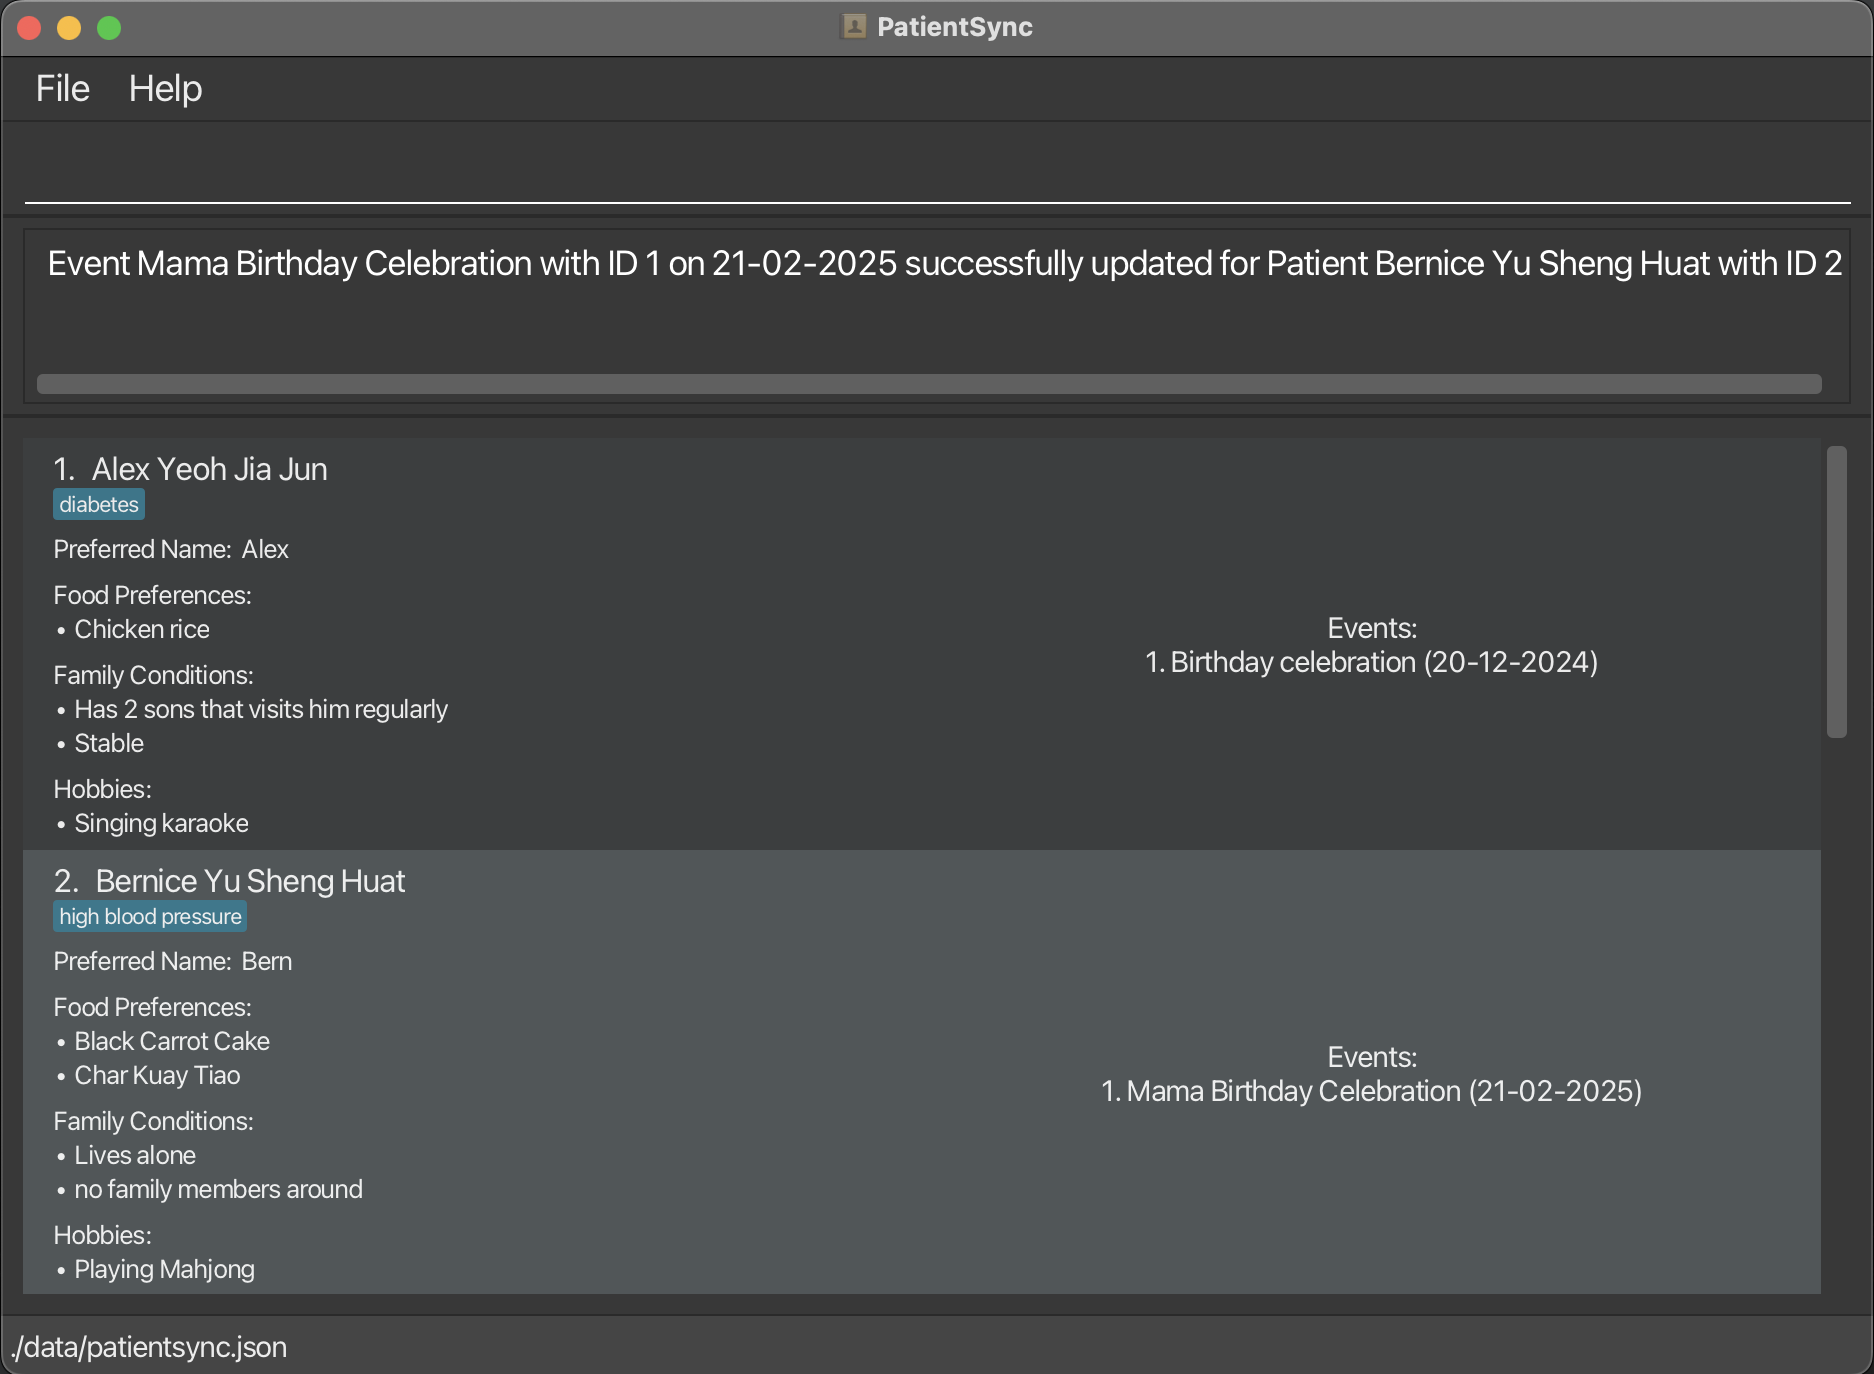 PatientSync
File Help
Event Mama Birthday Celebration with ID 1 on 21-02-2025 successfully updated for Patient Bernice Yu Sheng Huat with ID 2
1. Alex Yeoh Jia Jun
diabetes
Preferred Name: Alex
Food Preferences:
• Chicken rice
Family Conditions:
• Has 2 sons that visits him regularly
• Stable
Hobbies:
• Singing karaoke
Events:
1. Birthday celebration (20-12-2024)
2. Bernice Yu Sheng Huat
high blood pressure
Preferred Name: Bern
Food Preferences:
• Black Carrot Cake
• Char Kuay Tiao
Family Conditions:
• Lives alone
• no family members around
Hobbies:
• Playing Mahjong
Events:
1. Mama Birthday Celebration (21-02-2025)
./data/patientsync.json